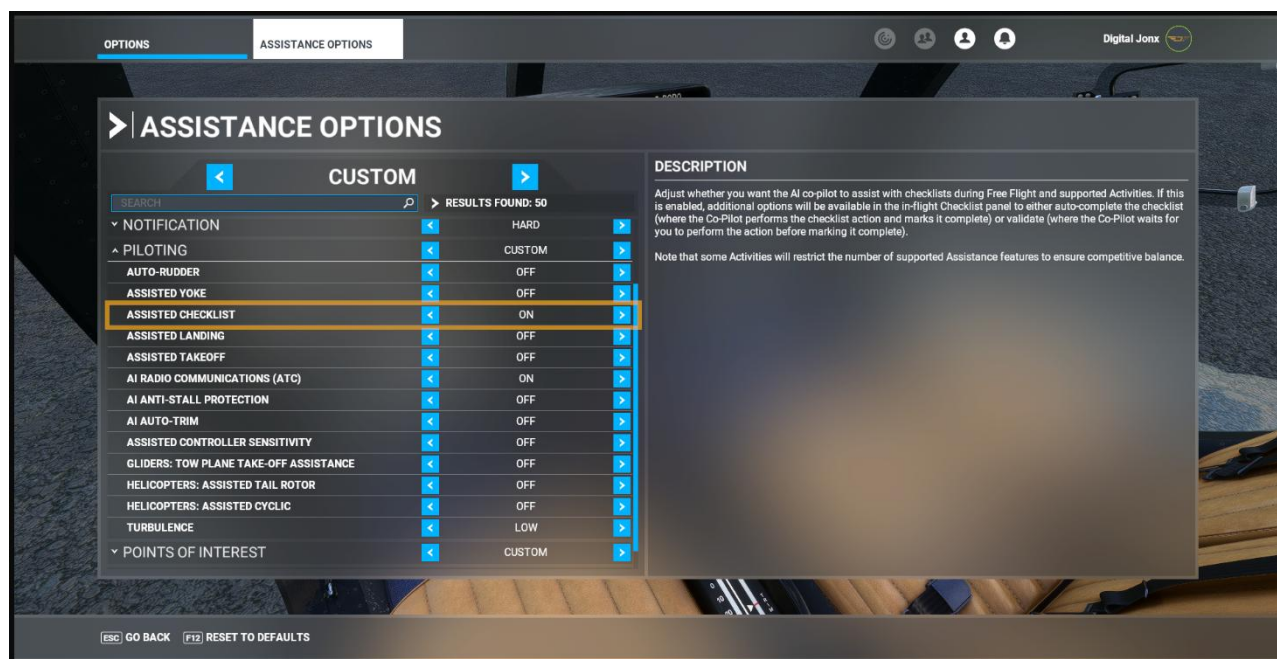 OPTIONS
ASSISTANCE OPTIONS
Digital Jonx
ASSISTANCE OPTIONS
CUSTOM
SEARCH
RESULTS FOUND: 50
NOTIFICATION HARD
PILOTING CUSTOM
AUTO-RUDDER OFF
ASSISTED YOKE OFF
ASSISTED CHECKLIST ON
ASSISTED LANDING OFF
ASSISTED TAKEOFF OFF
AI RADIO COMMUNICATIONS (ATC) ON
AI ANTI-STALL PROTECTION OFF
AI AUTO-TRIM OFF
ASSISTED CONTROLLER SENSITIVITY OFF
GLIDERS: TOW PLANE TAKE-OFF ASSISTANCE OFF
HELICOPTERS: ASSISTED TAIL ROTOR OFF
HELICOPTERS: ASSISTED CYCLIC OFF
TURBULENCE LOW
POINTS OF INTEREST CUSTOM
DESCRIPTION
Adjust whether you want the AI co-pilot to assist with checklists during Free Flight and supported Activities. If this
is enabled, additional options will be available in the in-flight Checklist panel to either auto-complete the checklist
(where the Co-Pilot performs the checklist action and marks it complete) or validate (where the Co-Pilot waits for
you to perform the action before marking it complete).
Note that some Activities will restrict the number of supported Assistance features to ensure competitive balance.
ESC GO BACK F12 RESET TO DEFAULTS